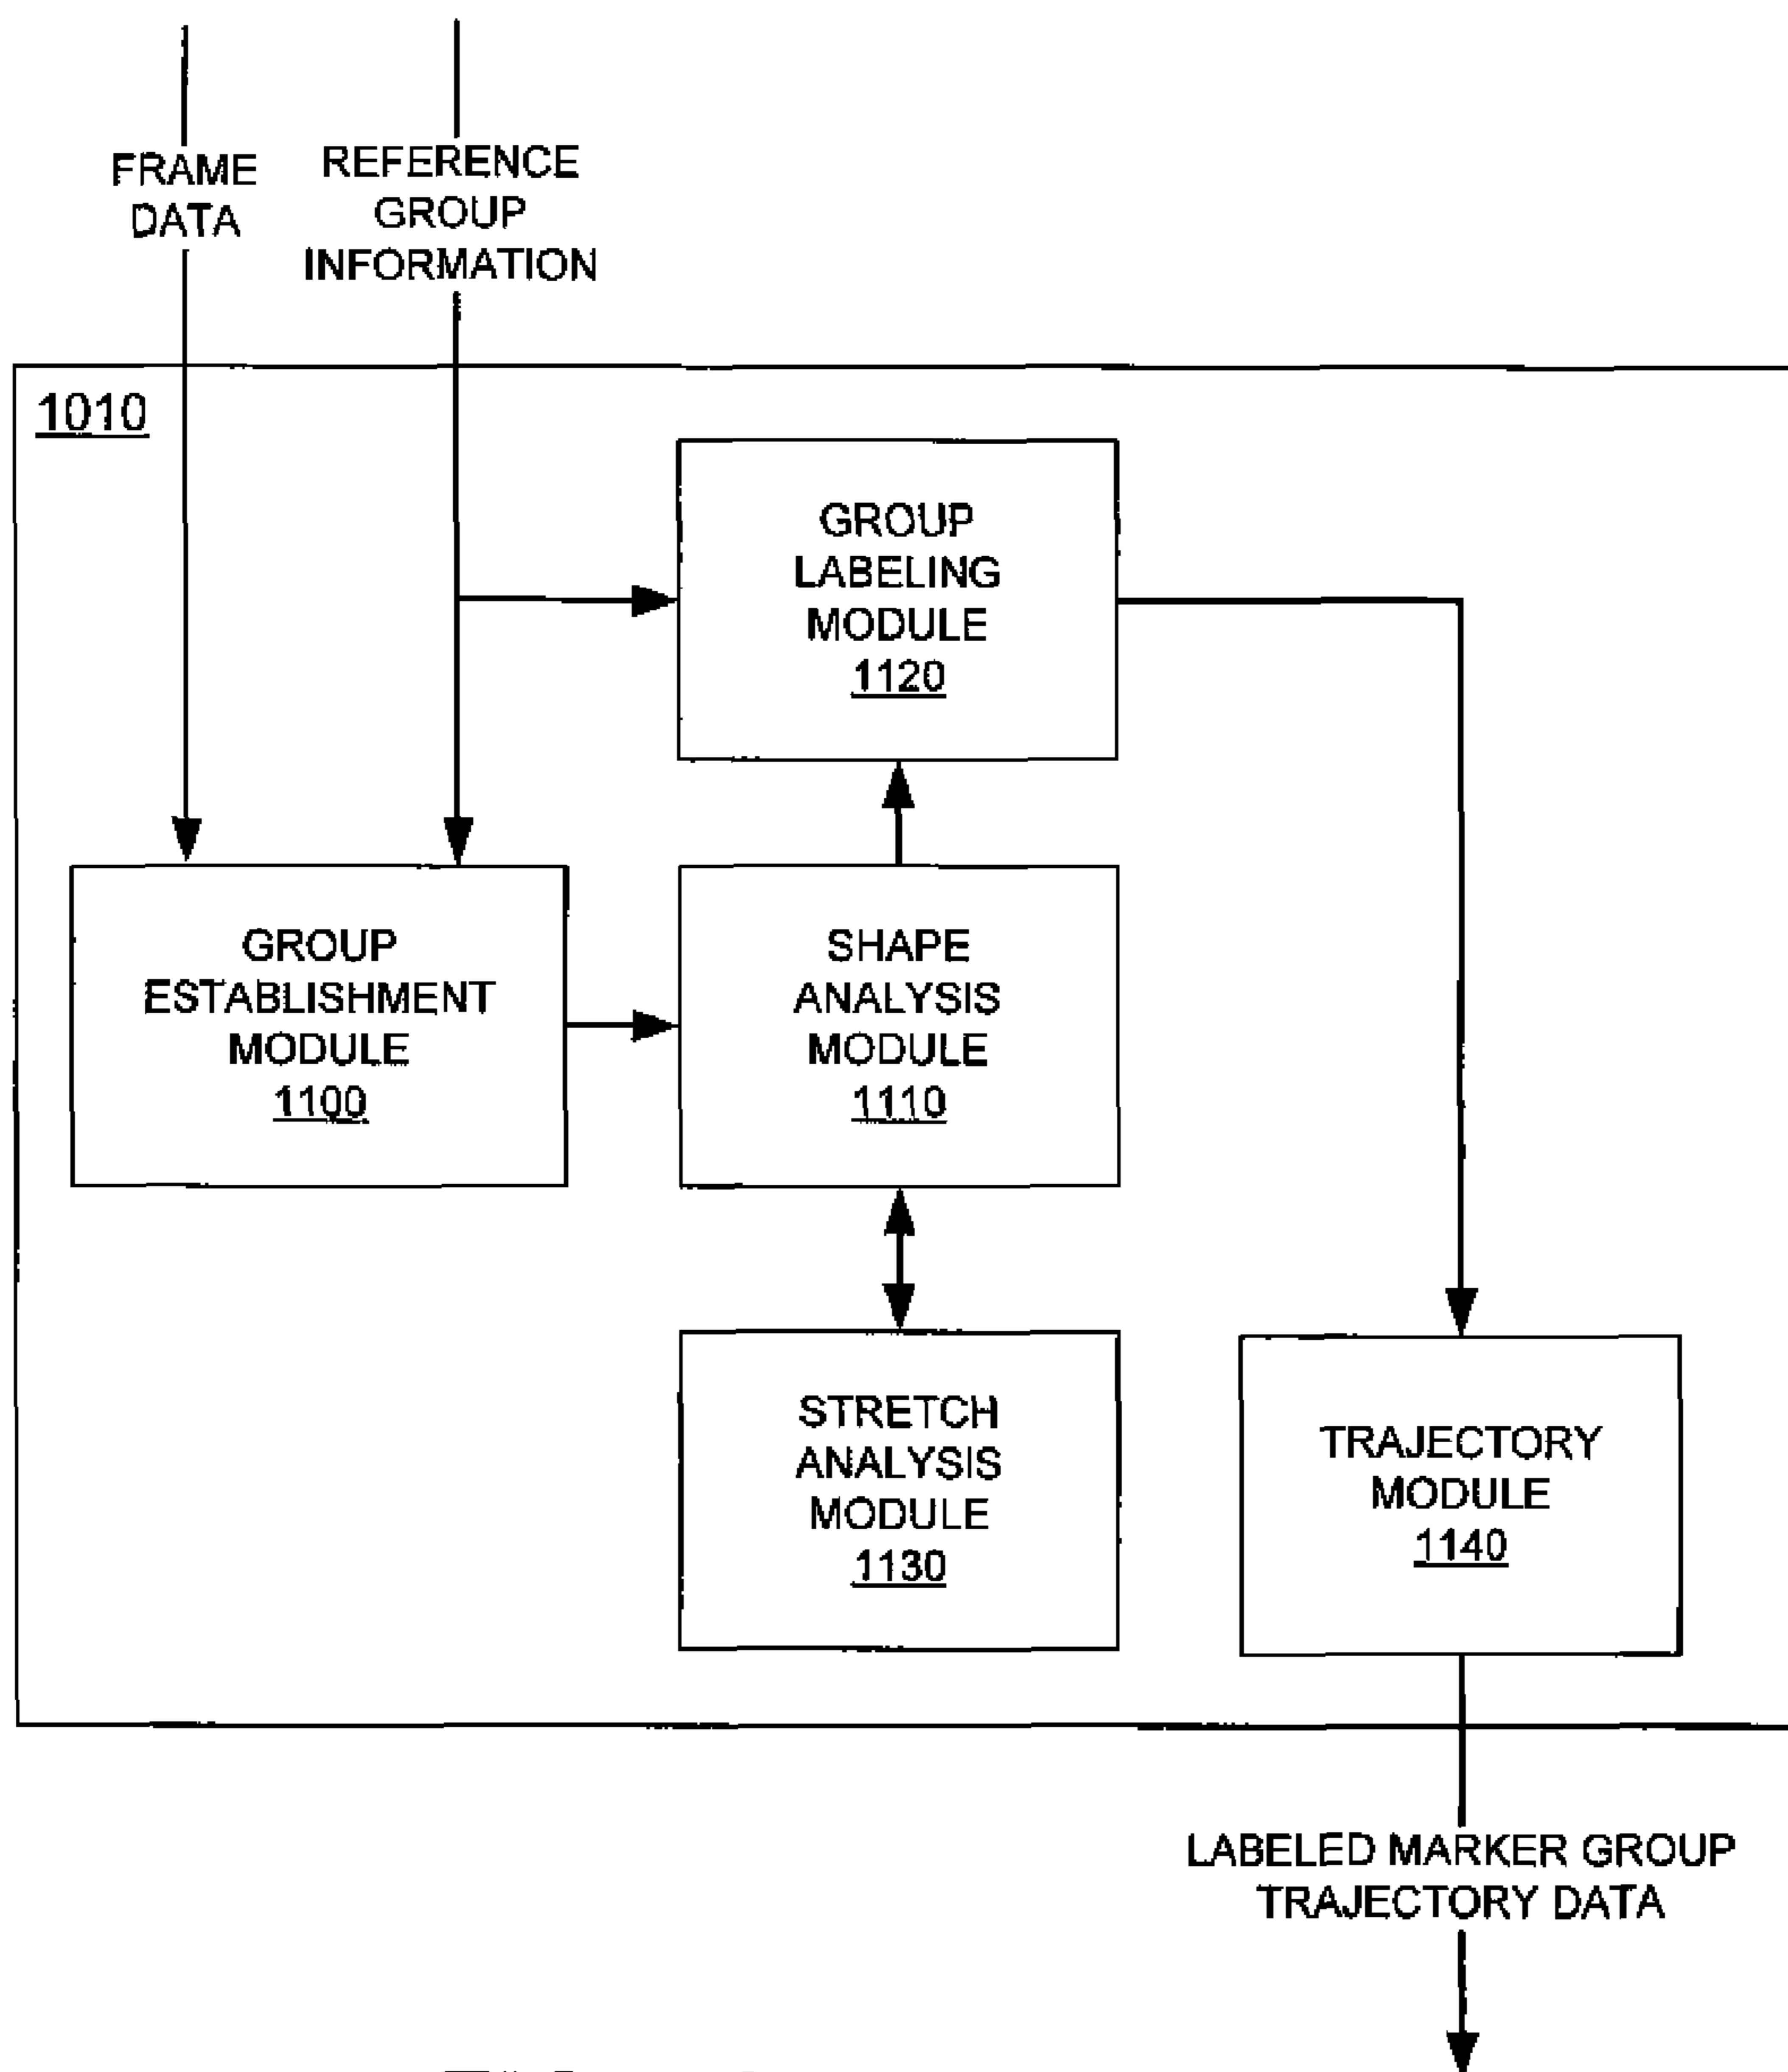 FRAME
DATA
REFERENCE
GROUP
INFORMATION
1010
GROUP
LABELING
MODULE
1120
GROUP
ESTABLISHMENT
MODULE
1100
SHAPE
ANALYSIS
MODULE
1110
STRETCH
ANALYSIS
MODULE
1130
TRAJECTORY
MODULE
1140
LABELED MARKER GROUP
TRAJECTORY DATA